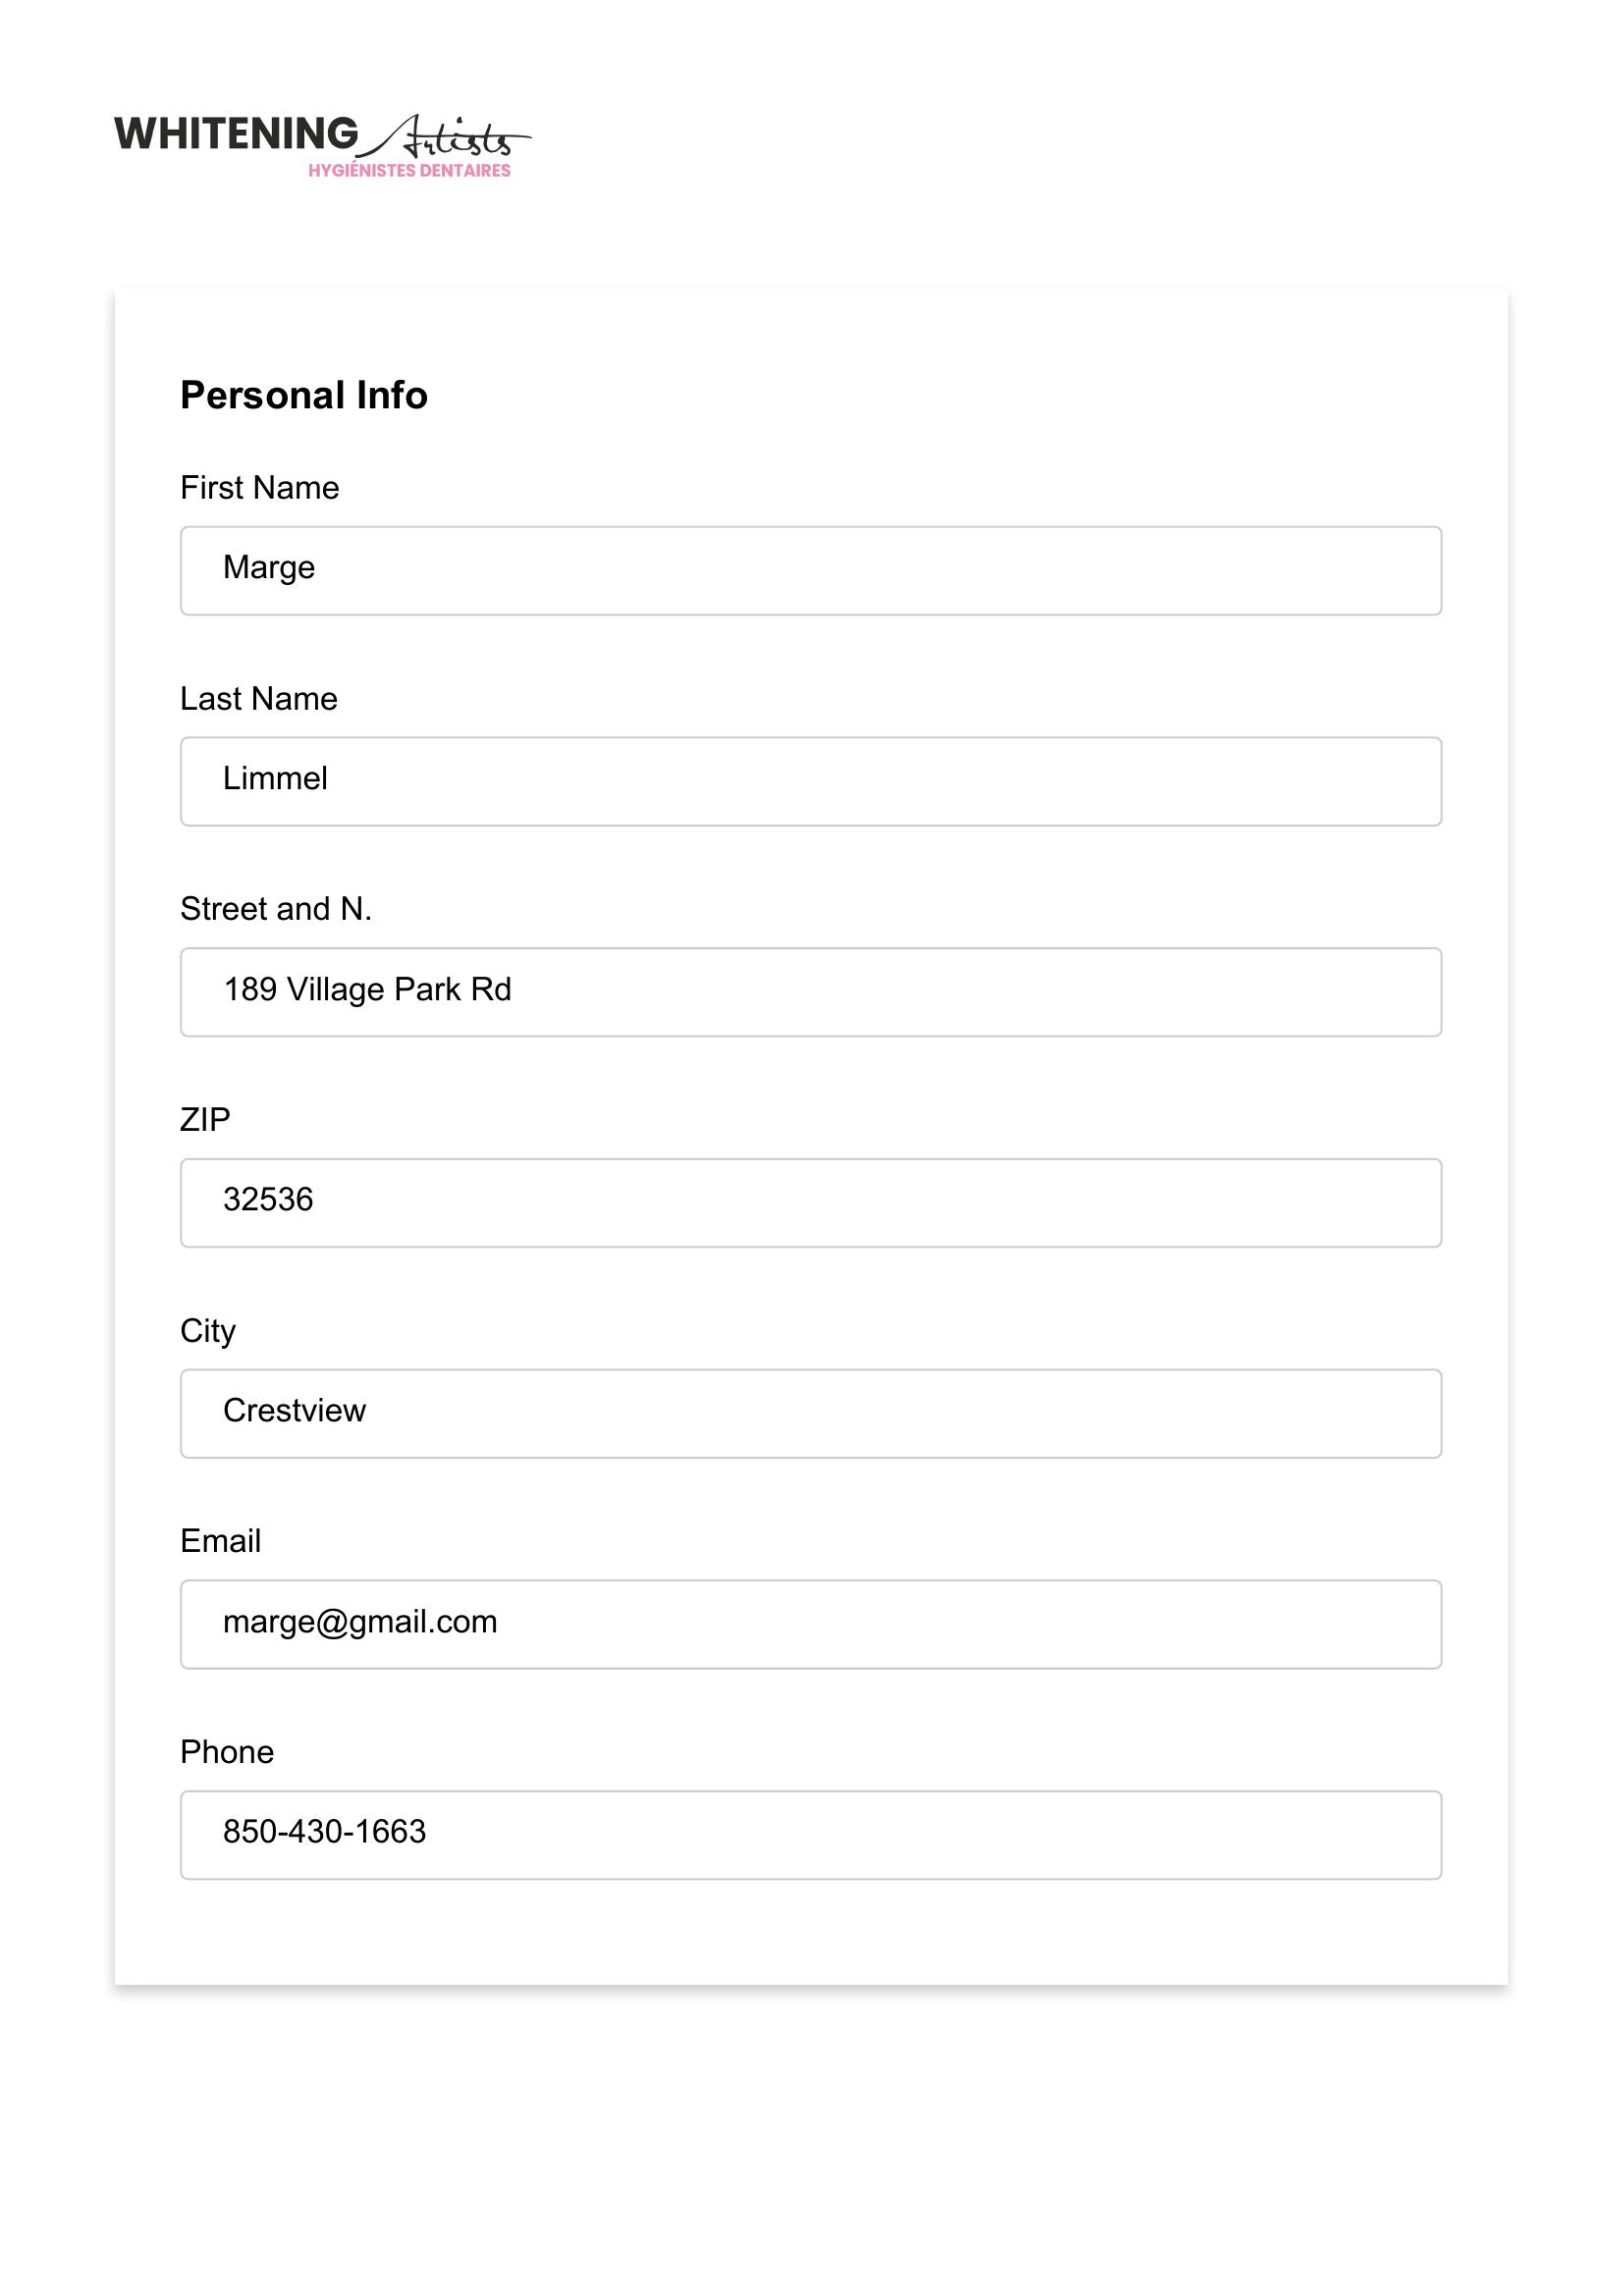 WHITENING Artists
HYGIÉNISTES DENTAIRES
Personal Info
First Name
Marge
Last Name
Limmel
Street and N.
189 Village Park Rd
ZIP
32536
City
Crestview
Email
marge@gmail.com
Phone
850-430-1663